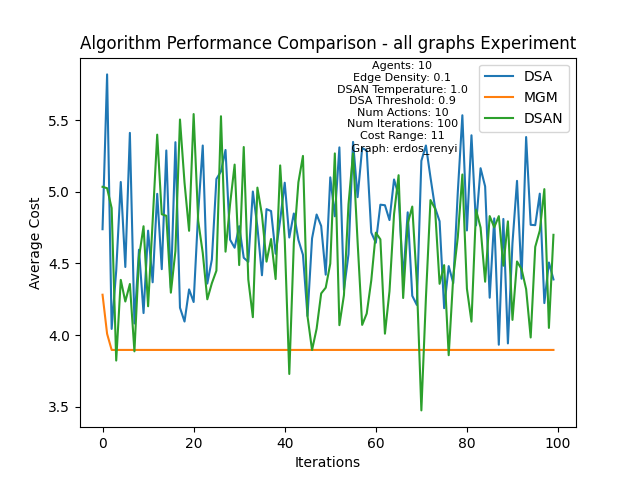 Algorithm Performance Comparison - all graphs Experiment
Agents: 10
Edge Density: 0.1
DSAN Temperature: 1.0
DSA Threshold: 0.9
Num Actions: 10
Num Iterations: 100
Cost Range: 11
Graph: erdos_renyi
DSA
MGM
DSAN
Average Cost
5.5
5.0
4.5
4.0
3.5
0
20
40
60
80
100
Iterations